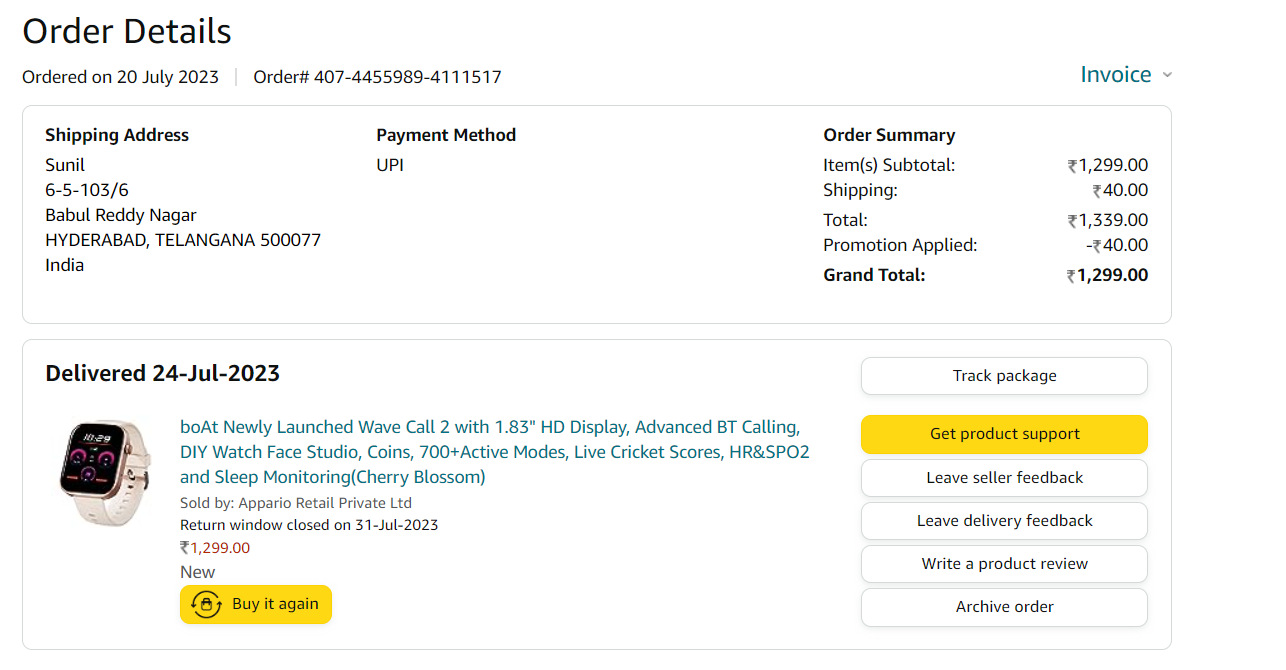 Order Details
Ordered on 20 July 2023 Order# 407-4455989-4111517
Invoice
Shipping Address
Sunil
6-5-103/6
Babul Reddy Nagar
HYDERABAD, TELANGANA 500077
India
Payment Method
UPI
Order Summary
Item(s) Subtotal: ₹1,299.00
Shipping: ₹40.00
Total: ₹1,339.00
Promotion Applied: -₹40.00
Grand Total: ₹1,299.00
Delivered 24-Jul-2023
10:29
boAt Newly Launched Wave Call 2 with 1.83" HD Display, Advanced BT Calling,
DIY Watch Face Studio, Coins, 700+Active Modes, Live Cricket Scores, HR&SPO2
and Sleep Monitoring(Cherry Blossom)
Sold by: Appario Retail Private Ltd
Return window closed on 31-Jul-2023
₹1,299.00
New
Buy it again
Track package
Get product support
Leave seller feedback
Leave delivery feedback
Write a product review
Archive order